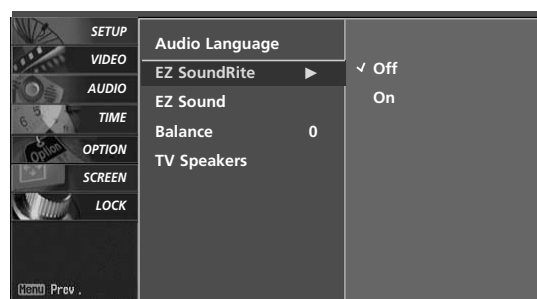 SETUP
VIDEO
AUDIO
TIME
OPTION
SCREEN
LOCK
Menu Prev.
Audio Language
EZ SoundRite
EZ Sound
Balance 0
TV Speakers
Off
On